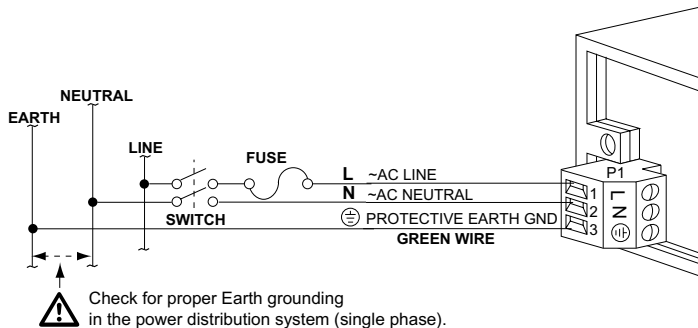 NEUTRAL
EARTH
LINE
FUSE
L ~AC LINE
N ~AC NEUTRAL
SWITCH
PROTECTIVE EARTH GND
GREEN WIRE
P1
1 L
2 N
3
Check for proper Earth grounding
in the power distribution system (single phase).